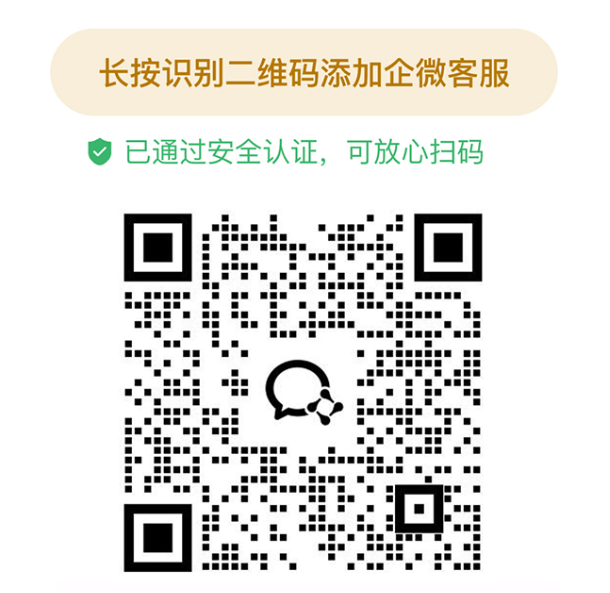 长按识别二维码添加企微客服
已通过安全认证，可放心扫码